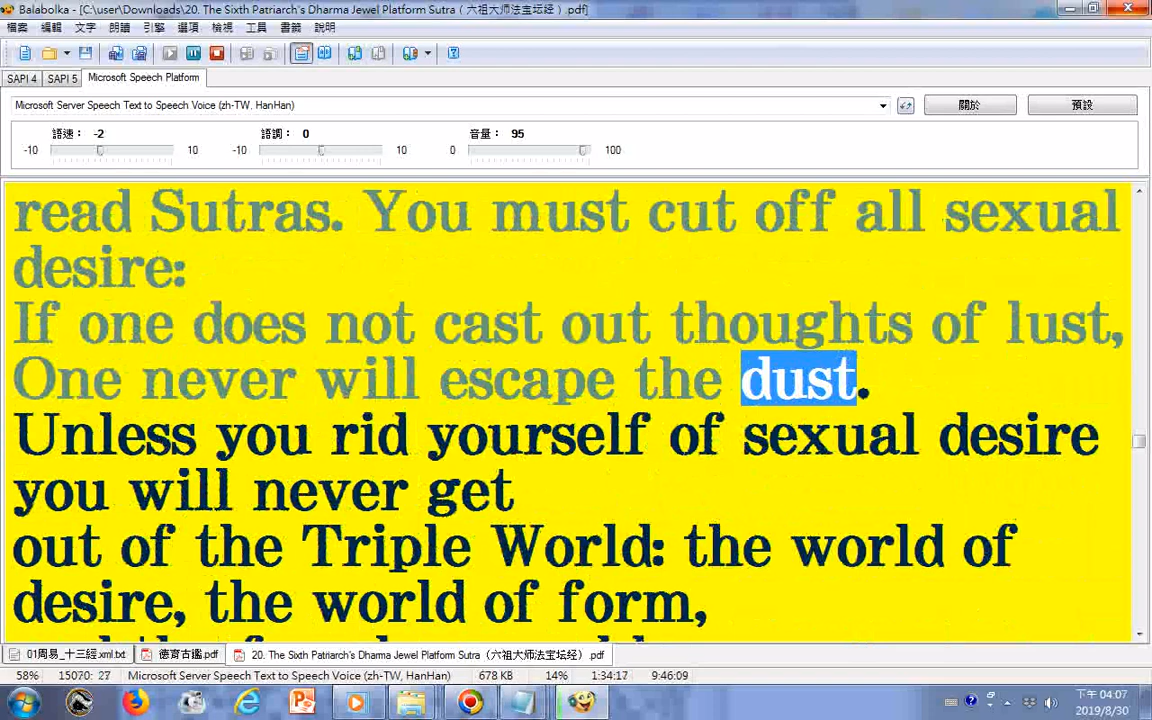 Balabolka - [C:\user\Downloads\20. The Sixth Patriarch's Dharma Jewel Platform Sutra（六祖大师法宝坛经）.pdf]
檔案 編輯 文字 朗讀 引擎 選項 檢視 工具 書籤 說明
SAPI 4 SAPI 5 Microsoft Speech Platform
Microsoft Server Speech Text to Speech Voice (zh-TW, HanHan) 關於 預設
語速： -2 語調： 0 音量： 95
-10 10 -10 10 0 100
read Sutras. You must cut off all sexual
desire:
If one does not cast out thoughts of lust,
One never will escape the dust.
Unless you rid yourself of sexual desire
you will never get
out of the Triple World: the world of
desire, the world of form,
01周易_十三經.xml.txt 德育古鑑.pdf 20. The Sixth Patriarch's Dharma Jewel Platform Sutra（六祖大师法宝坛经）.pdf
58% 15070: 27 Microsoft Server Speech Text to Speech Voice (zh-TW, HanHan) 678 KB 14% 1:34:17 9:46:09
下午 04:07
2019/8/30